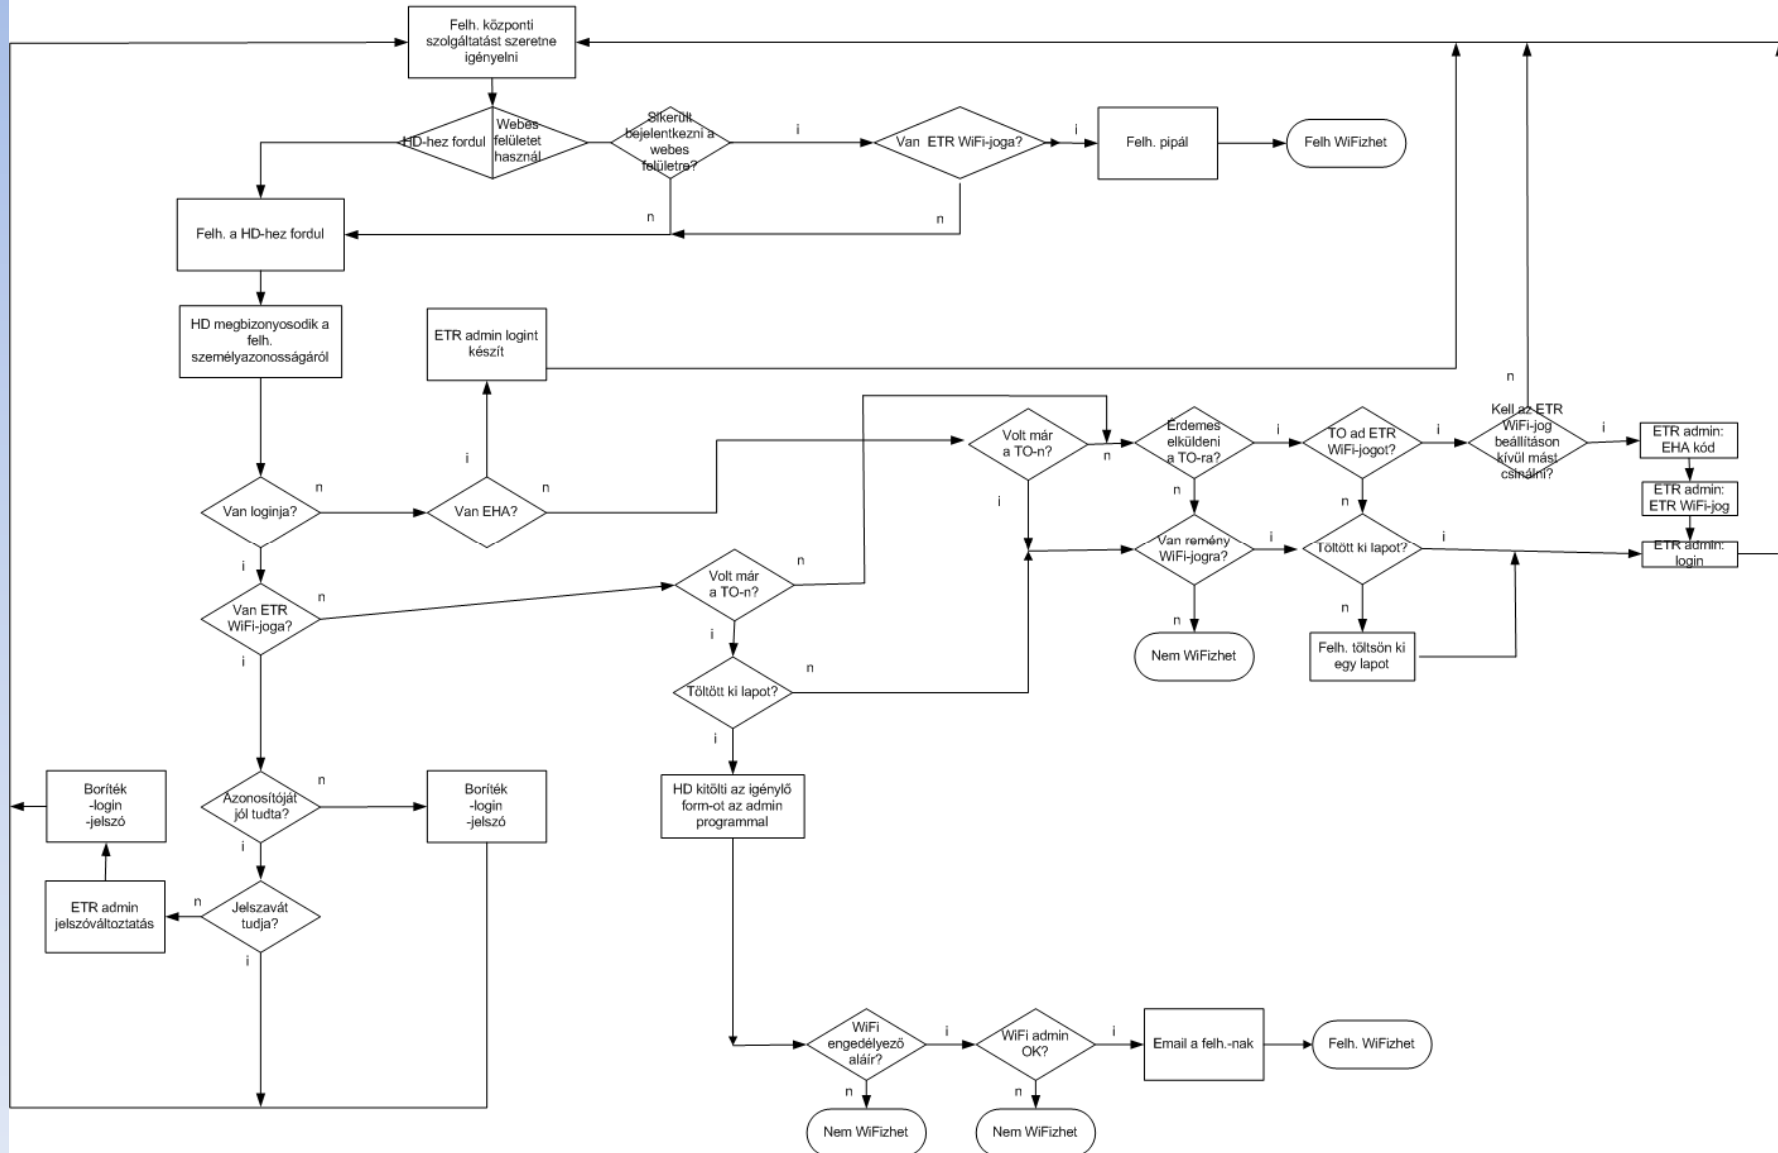 Felh. központi
szolgáltatást szeretne
igényelni
HD-hez fordul
Webes
felületet
használ
Sikerült
bejelentkezni a
webes
felületre?
i
Van ETR WiFi-joga?
i
Felh. pipál
Felh WiFizhet
n
n
Felh. a HD-hez fordul
HD megbizonyosodik a
felh.
személyazonosságáról
ETR admin logint
készít
n
Kell az ETR
WiFi-jog
beállításon
kívül mást
csinálni?
i
ETR admin:
EHA kód
Volt már
a TO-n?
n
Érdemes
elküldeni
a TO-ra?
i
TO ad ETR
WiFi-jogot?
i
i
n
n
Van loginja?
Van EHA?
i
n
n
ETR admin:
ETR WiFi-jog
Van remény
WiFi-jogra?
i
Töltött ki lapot?
i
ETR admin:
login
i
n
Volt már
a TO-n?
n
Van ETR
WiFi-joga?
n
n
i
i
Nem WiFizhet
Felh. töltsön ki
egy lapot
n
Töltött ki lapot?
i
Boríték
-login
-jelszó
n
Azonosítóját
jól tudta?
Boríték
-login
-jelszó
HD kitölti az igénylő
form-ot az admin
programmal
i
ETR admin
jelszóváltoztatás
n
Jelszavát
tudja?
i
WiFi
engedélyező
aláír?
i
WiFi admin
OK?
i
Email a felh.-nak
Felh. WiFizhet
n
n
Nem WiFizhet
Nem WiFizhet